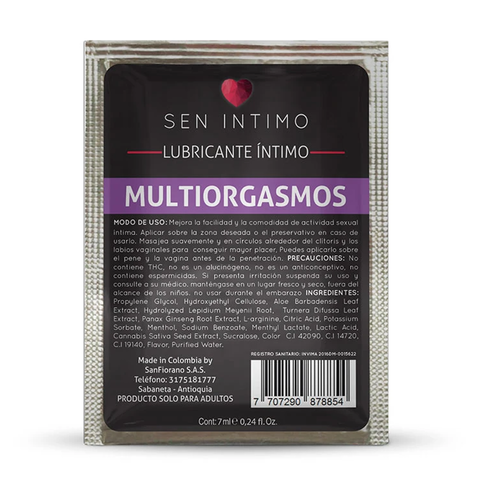 SEN INTIMO
LUBRICANTE ÍNTIMO
MULTIORGASMOS
MODO DE USO: Mejora la facilidad y la comodidad de actividad sexual
íntima. Aplicar sobre la zona deseada o el preservativo en caso de
usarlo. Masajea suavemente y en círculos alrededor del clítoris y los
labios vaginales para conseguir mayor placer. Puedes aplicarlo sobre
el pene y la vagina antes de la penetración. PRECAUCIONES: No
contiene THC, no es un alucinógeno, no es un anticonceptivo, no
contiene espermicidas. Si presenta irritación suspenda su uso y
consulte a su médico. manténgase en un lugar fresco y seco, fuera del
alcance de los niños. no usar durante el embarazo INGREDIENTES:
Propylene Glycol, Hydroxyethyl Cellulose, Aloe Barbadensis Leaf
Extract, Hydrolyzed Lepidium Meyenii Root, Turnera Difussa Leaf
Extract, Panax Ginseng Root Extract, L-arginine, Citric Acid, Potassium
Sorbate, Menthol, Sodium Benzoate, Menthyl Lactate, Lactic Acid,
Cannabis Sativa Seed Extract, Sucralose, Color C.I 42090, C.I 14720,
C.I 19140, Flavor, Purified Water.
REGISTRO SANITARIO: INVIMA 2016DM-0015622
Made in Colombia by
SanFiorano S.A.S.
Teléfono: 3175181777
Sabaneta - Antioquia
PRODUCTO SOLO PARA ADULTOS
7 707290 878854
Cont: 7ml ℮ 0,24 fl. Oz.